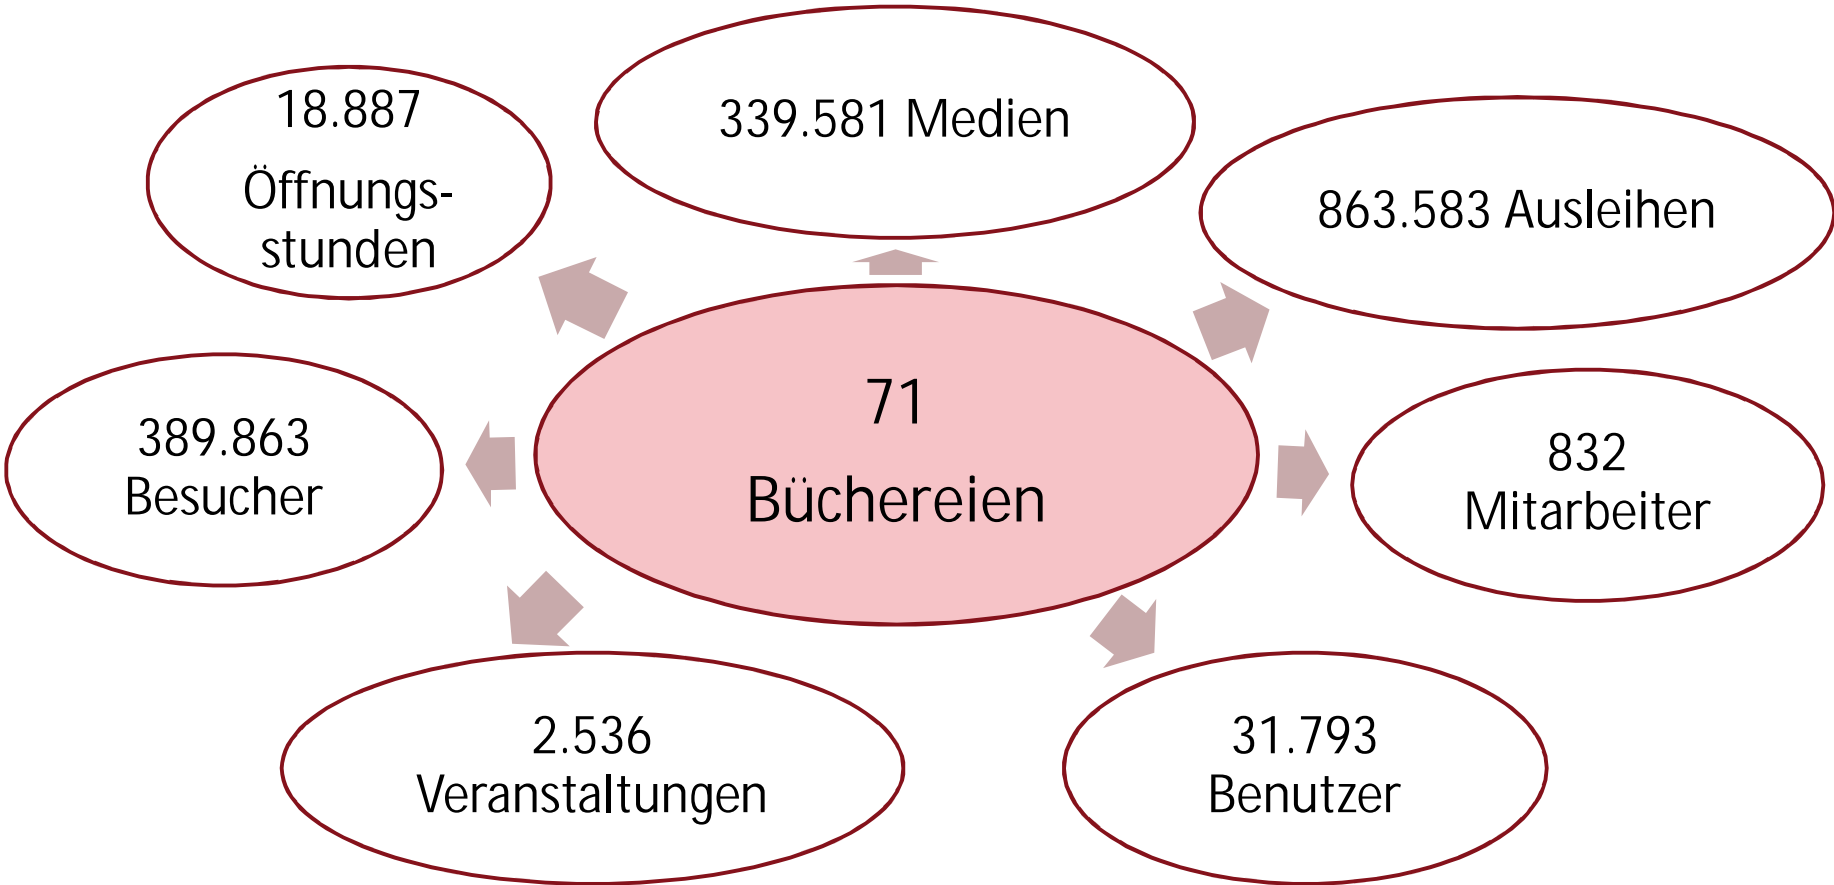 18.887
Öffnungs-
stunden
339.581 Medien
863.583 Ausleihen
389.863
Besucher
71
Büchereien
832
Mitarbeiter
2.536
Veranstaltungen
31.793
Benutzer